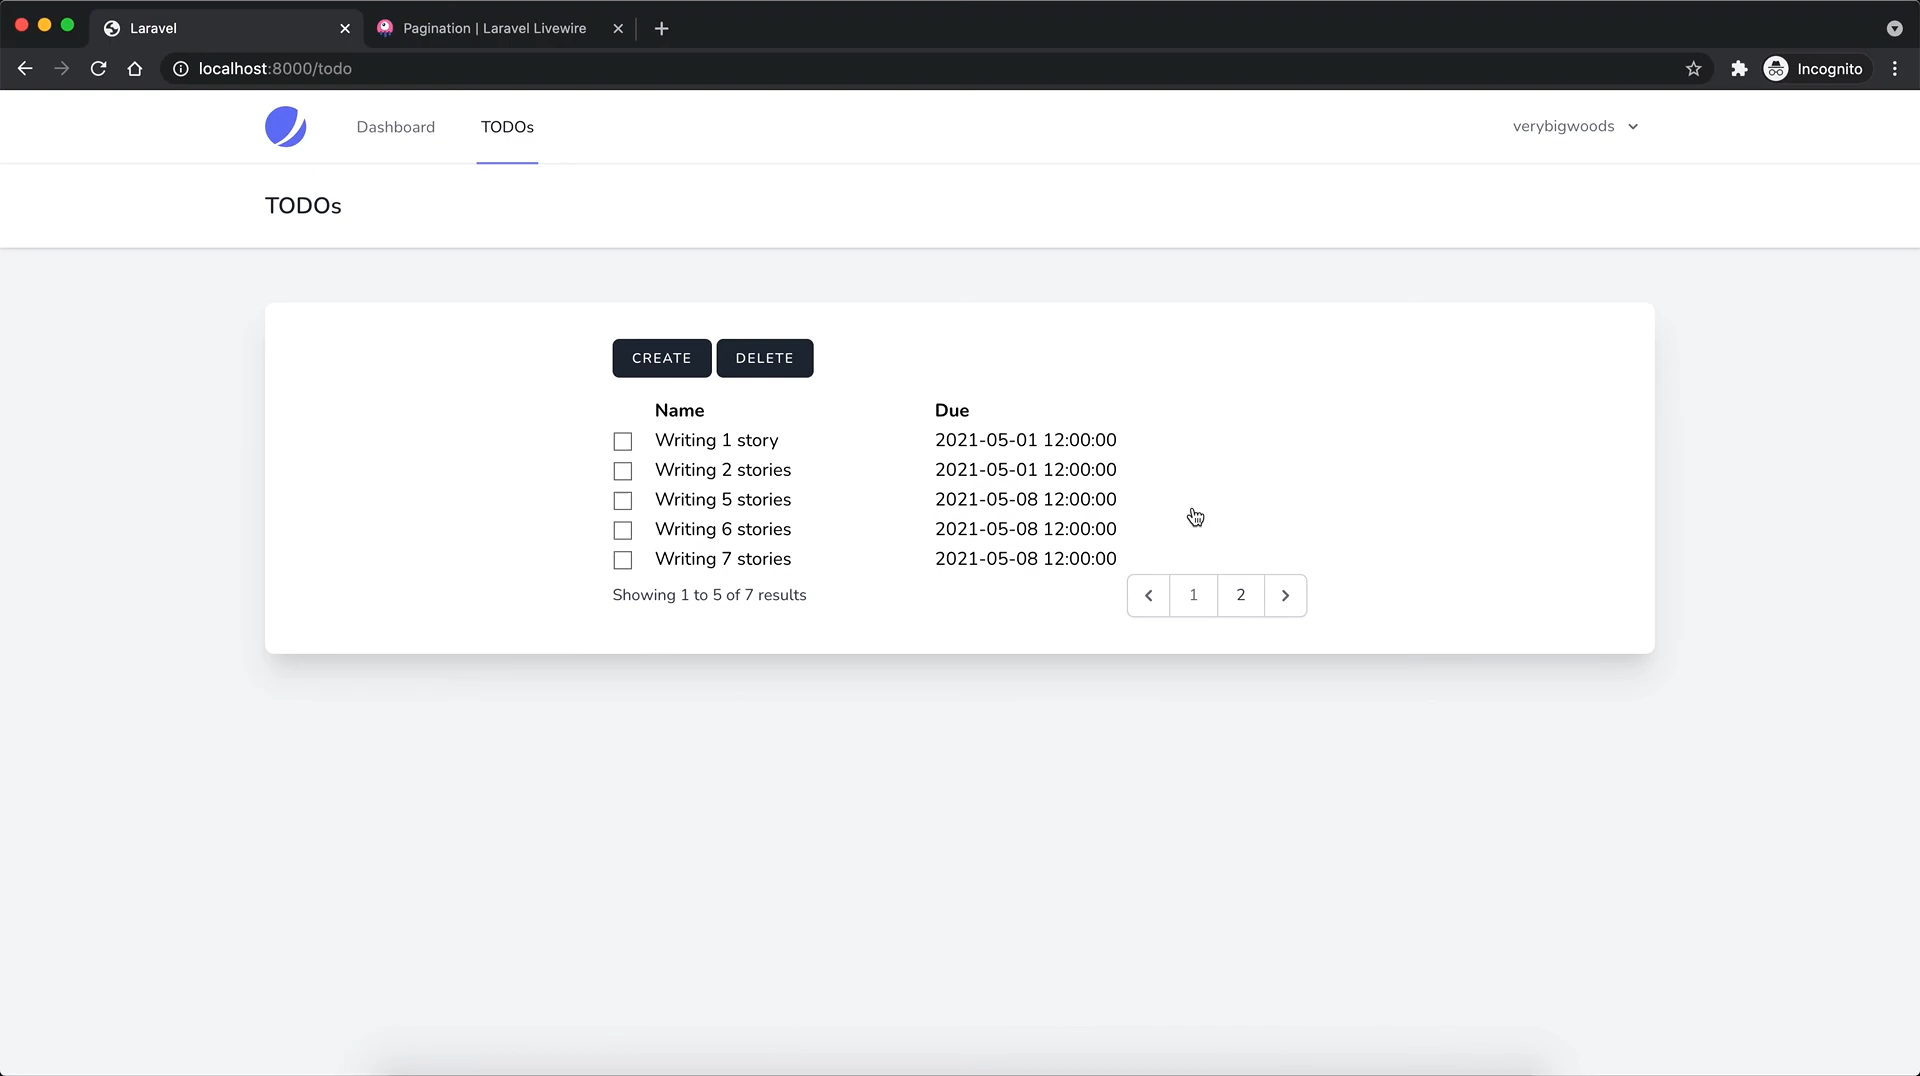 Laravel
Pagination | Laravel Livewire
localhost:8000/todo
Incognito
Dashboard
TODOs
verybigwoods
TODOs
CREATE
DELETE
Name
Due
Writing 1 story
2021-05-01 12:00:00
Writing 2 stories
2021-05-01 12:00:00
Writing 5 stories
2021-05-08 12:00:00
Writing 6 stories
2021-05-08 12:00:00
Writing 7 stories
2021-05-08 12:00:00
Showing 1 to 5 of 7 results
1
2